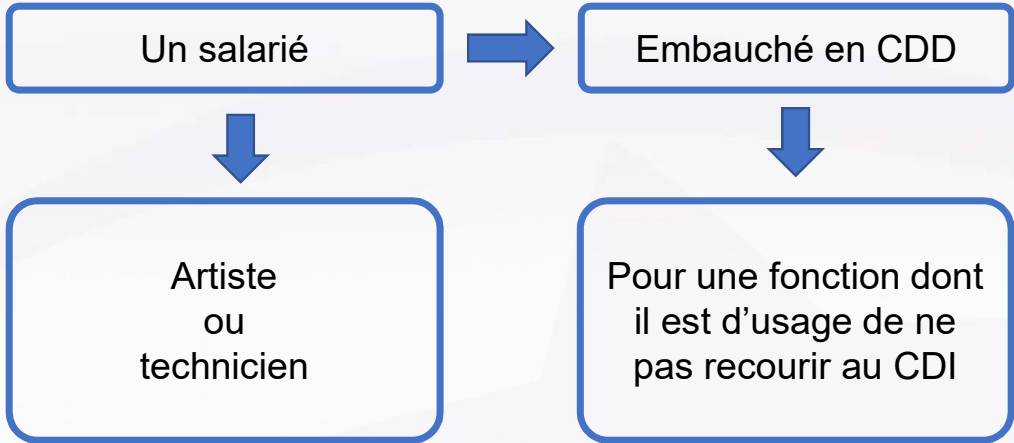 Un salarié
Embauché en CDD
Artiste
ou
technicien
Pour une fonction dont
il est d’usage de ne
pas recourir au CDI